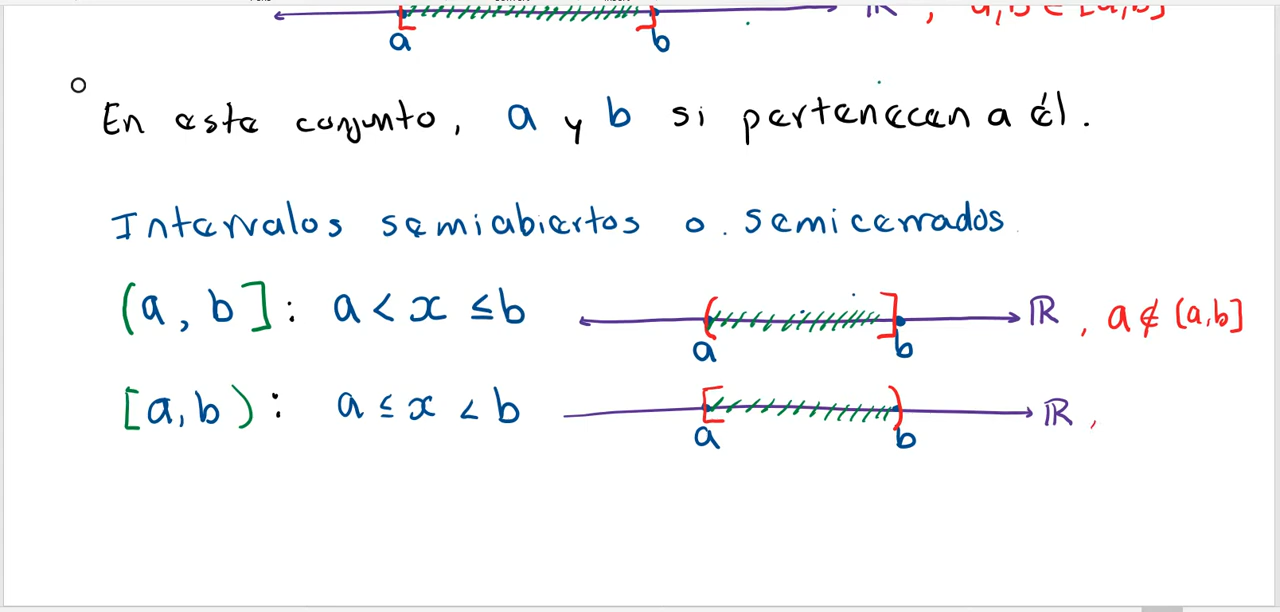 ℝ, a,b ∈ [a,b]
a b
En este conjunto, a y b si pertenecen a él.
Intervalos semiabiertos o semicerrados
(a, b]: a < x ≤ b ℝ, a ∉ (a,b]
a b
[a, b): a ≤ x < b ℝ,
a b